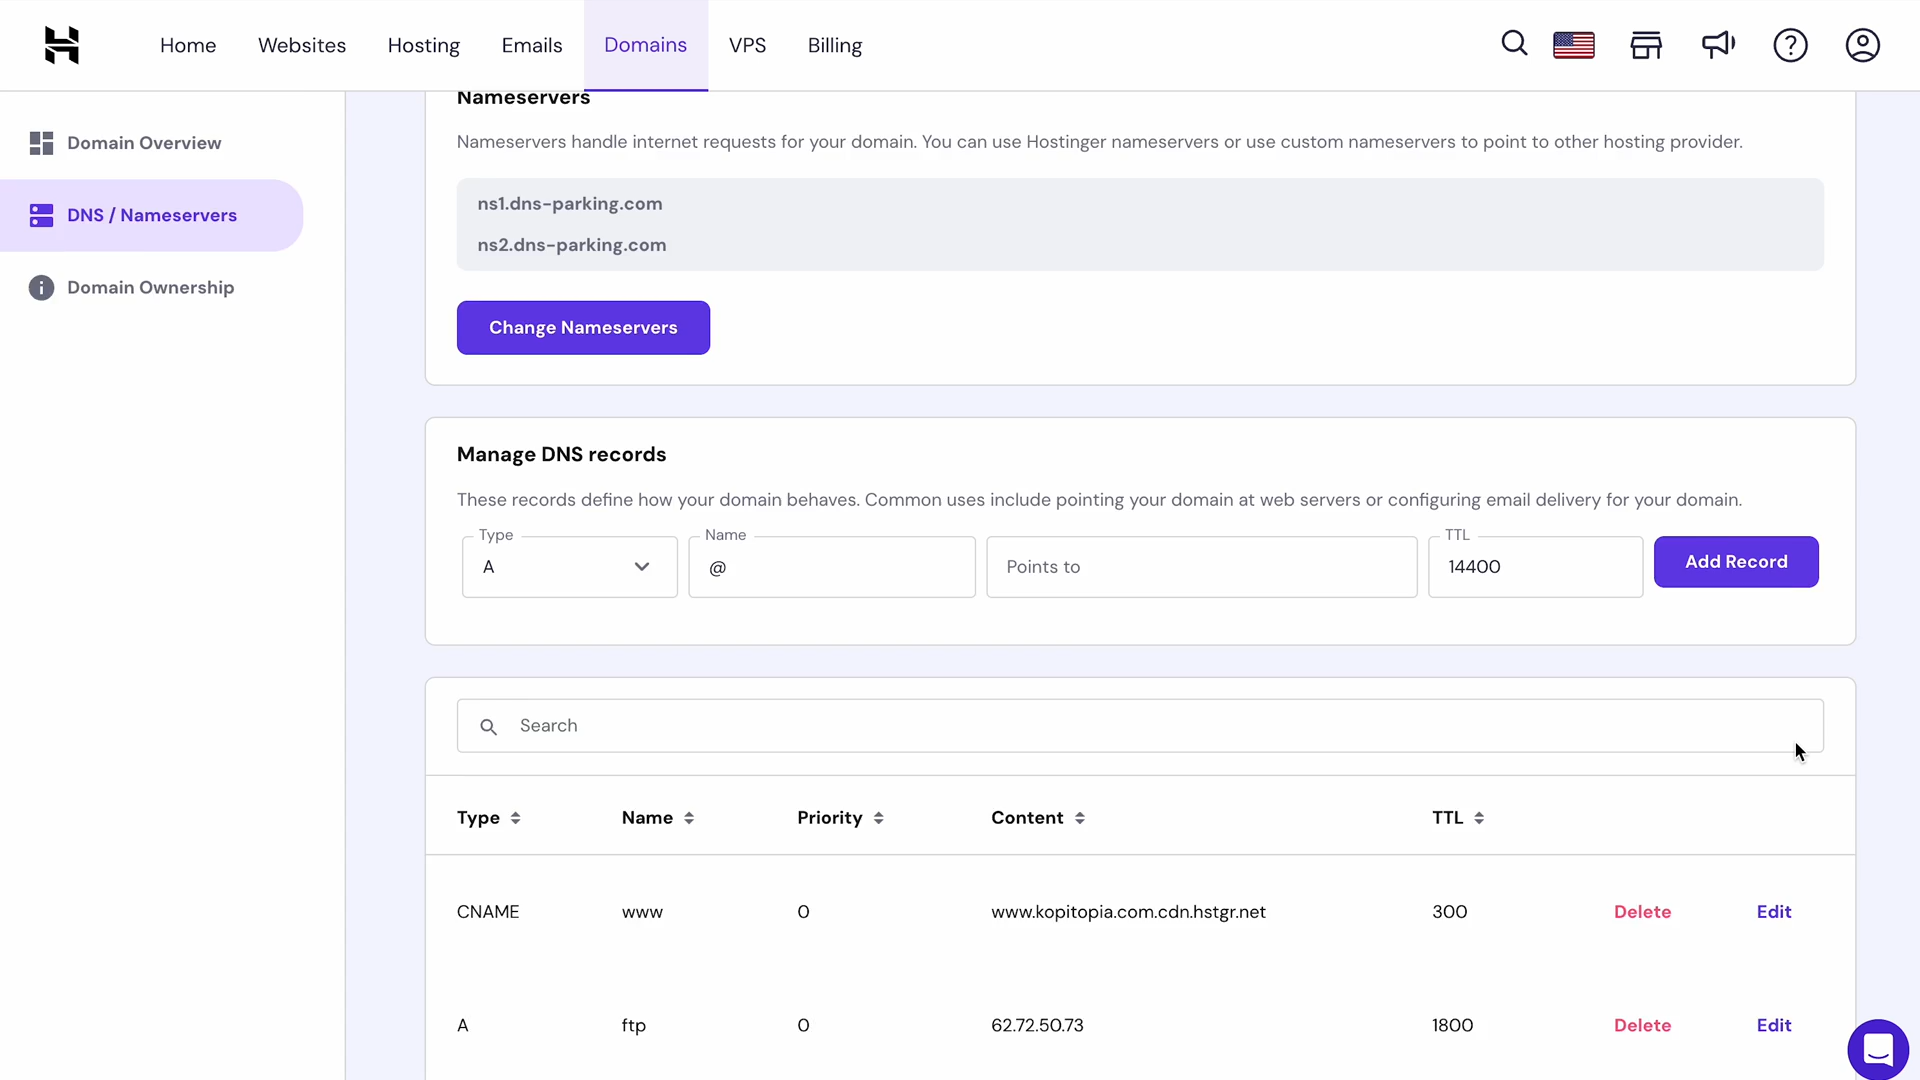 Home Websites Hosting Emails Domains VPS Billing
Domain Overview
DNS / Nameservers
Domain Ownership
Nameservers
Nameservers handle internet requests for your domain. You can use Hostinger nameservers or use custom nameservers to point to other hosting provider.
ns1.dns-parking.com
ns2.dns-parking.com
Change Nameservers
Manage DNS records
These records define how your domain behaves. Common uses include pointing your domain at web servers or configuring email delivery for your domain.
Type Name TTL
A @ Points to 14400 Add Record
Search
Type Name Priority Content TTL
CNAME www 0 www.kopitopia.com.cdn.hstgr.net 300 Delete Edit
A ftp 0 62.72.50.73 1800 Delete Edit